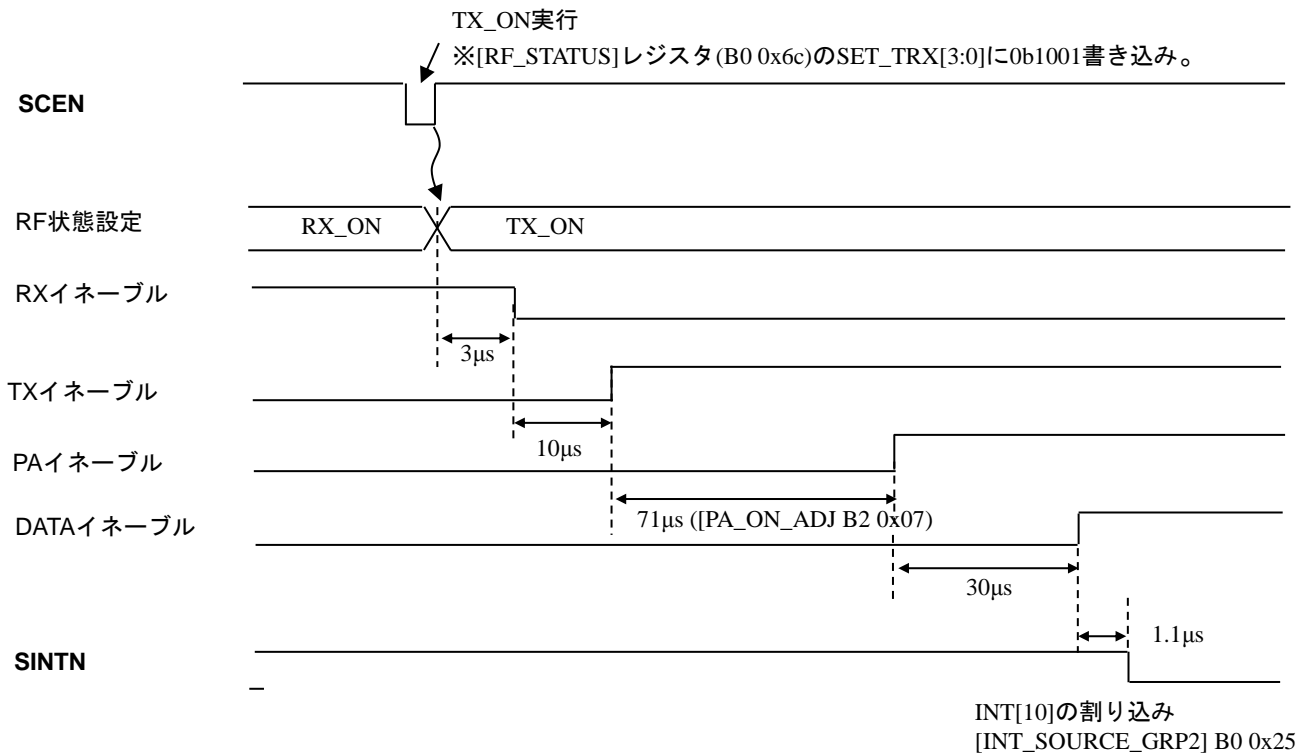 TX_ON実行
※[RF_STATUS]レジスタ(B0 0x6c)のSET_TRX[3:0]に0b1001書き込み。
SCEN
RF状態設定
RX_ON
TX_ON
RXイネーブル
3μs
TXイネーブル
10μs
PAイネーブル
71μs ([PA_ON_ADJ B2 0x07)
DATAイネーブル
30μs
1.1μs
SINTN
INT[10]の割り込み
[INT_SOURCE_GRP2] B0 0x25